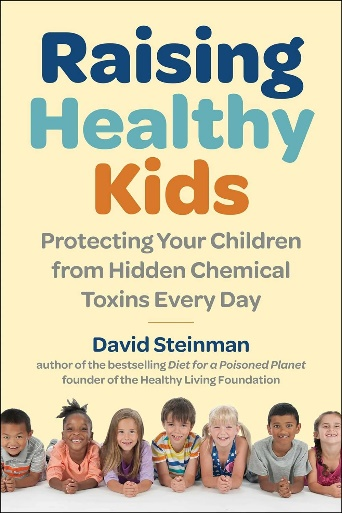 Raising
Healthy
Kids
Protecting Your Children
from Hidden Chemical
Toxins Every Day
David Steinman
author of the bestselling Diet for a Poisoned Planet
founder of the Healthy Living Foundation